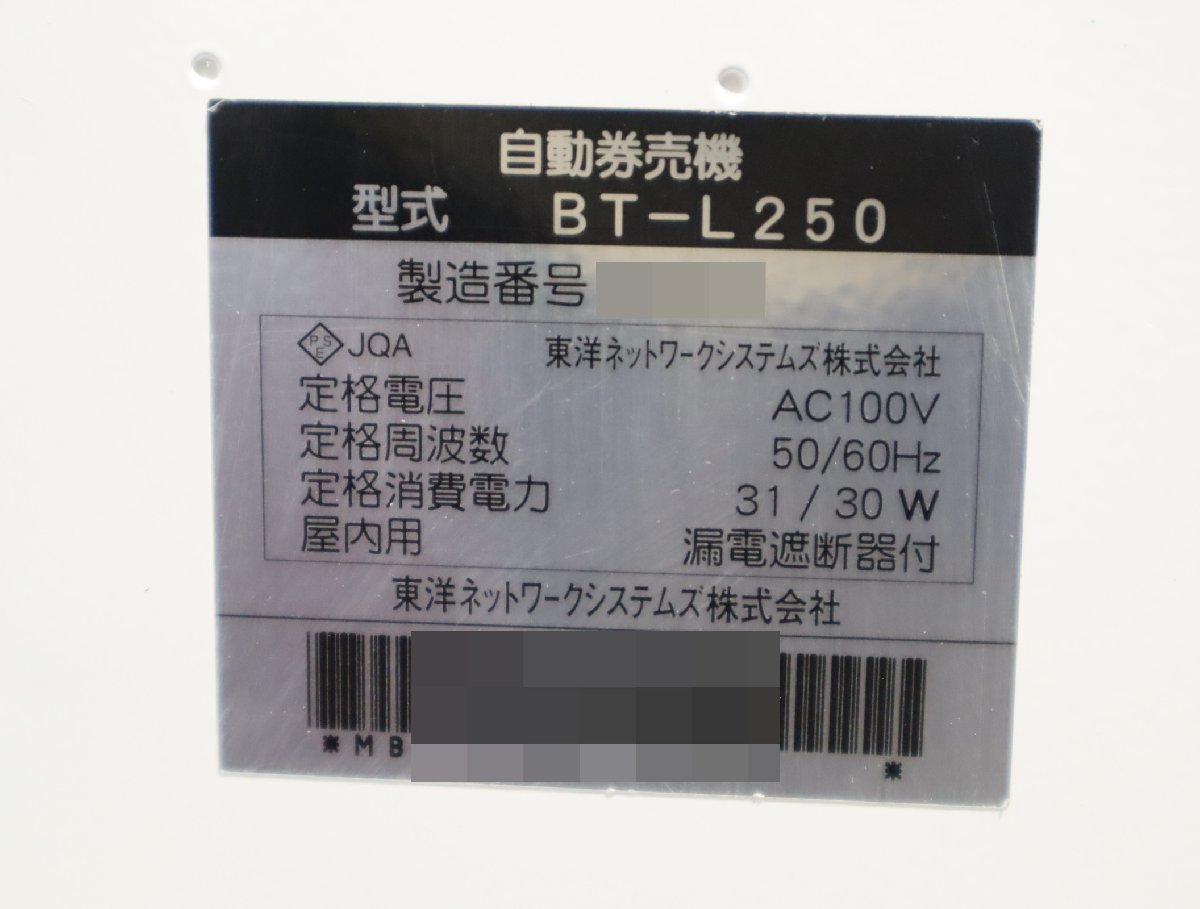 自動券売機
型式 BT-L250
製造番号
PSE JQA 東洋ネットワークシステムズ株式会社
定格電圧 AC100V
定格周波数 50/60Hz
定格消費電力 31 / 30 W
屋内用 漏電遮断器付
東洋ネットワークシステムズ株式会社
*MB *